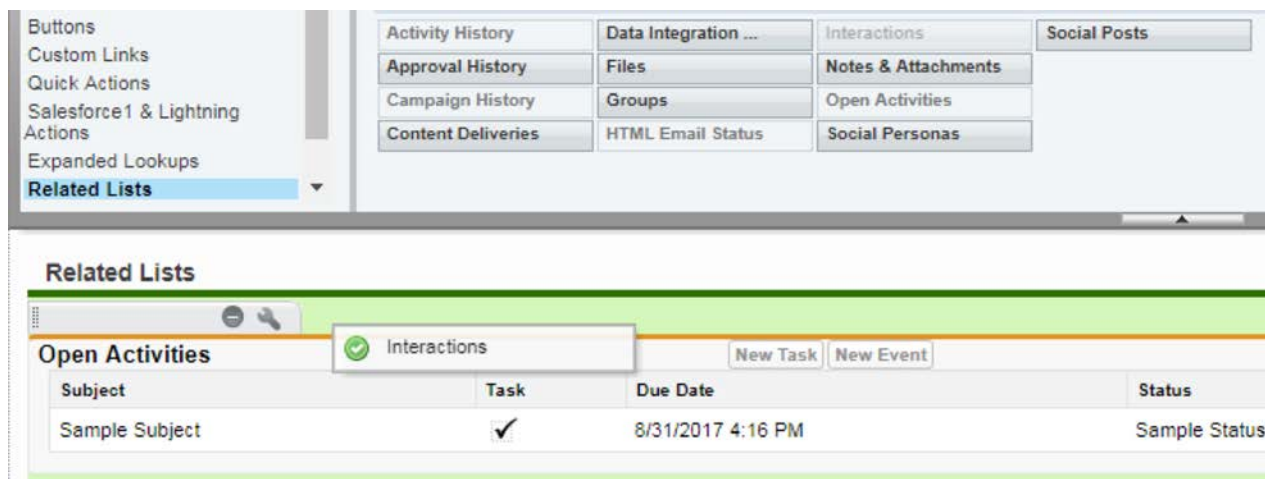 Buttons
Custom Links
Quick Actions
Salesforce1 & Lightning
Actions
Expanded Lookups
Related Lists
Activity History Data Integration ... Interactions Social Posts
Approval History Files Notes & Attachments
Campaign History Groups Open Activities
Content Deliveries HTML Email Status Social Personas
Related Lists
Interactions
Open Activities New Task New Event
Subject Task Due Date Status
Sample Subject 8/31/2017 4:16 PM Sample Status